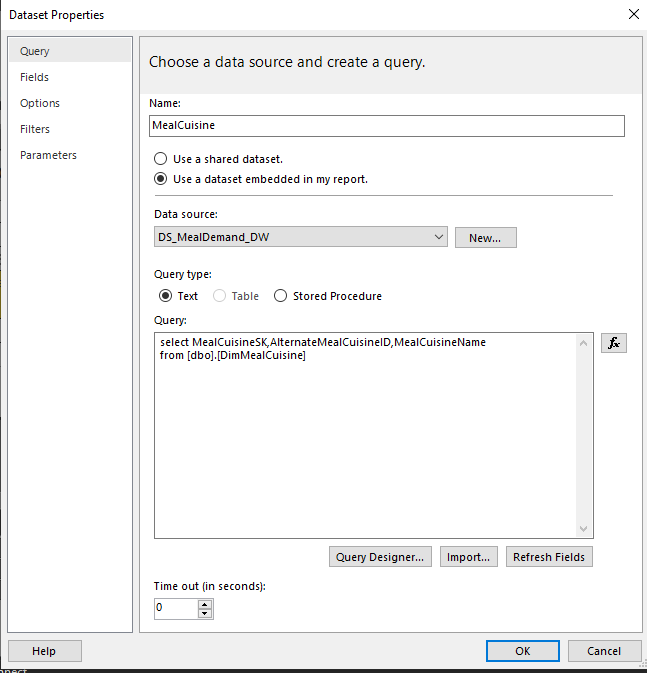 Dataset Properties
Query
Fields
Options
Filters
Parameters
Choose a data source and create a query.
Name:
MealCuisine
Use a shared dataset.
Use a dataset embedded in my report.
Data source:
DS_MealDemand_DW
New...
Query type:
Text
Table
Stored Procedure
Query:
select MealCuisineSK,AlternateMealCuisineID,MealCuisineName
from [dbo].[DimMealCuisine]
fx
Query Designer...
Import...
Refresh Fields
Time out (in seconds):
0
Help
OK
Cancel